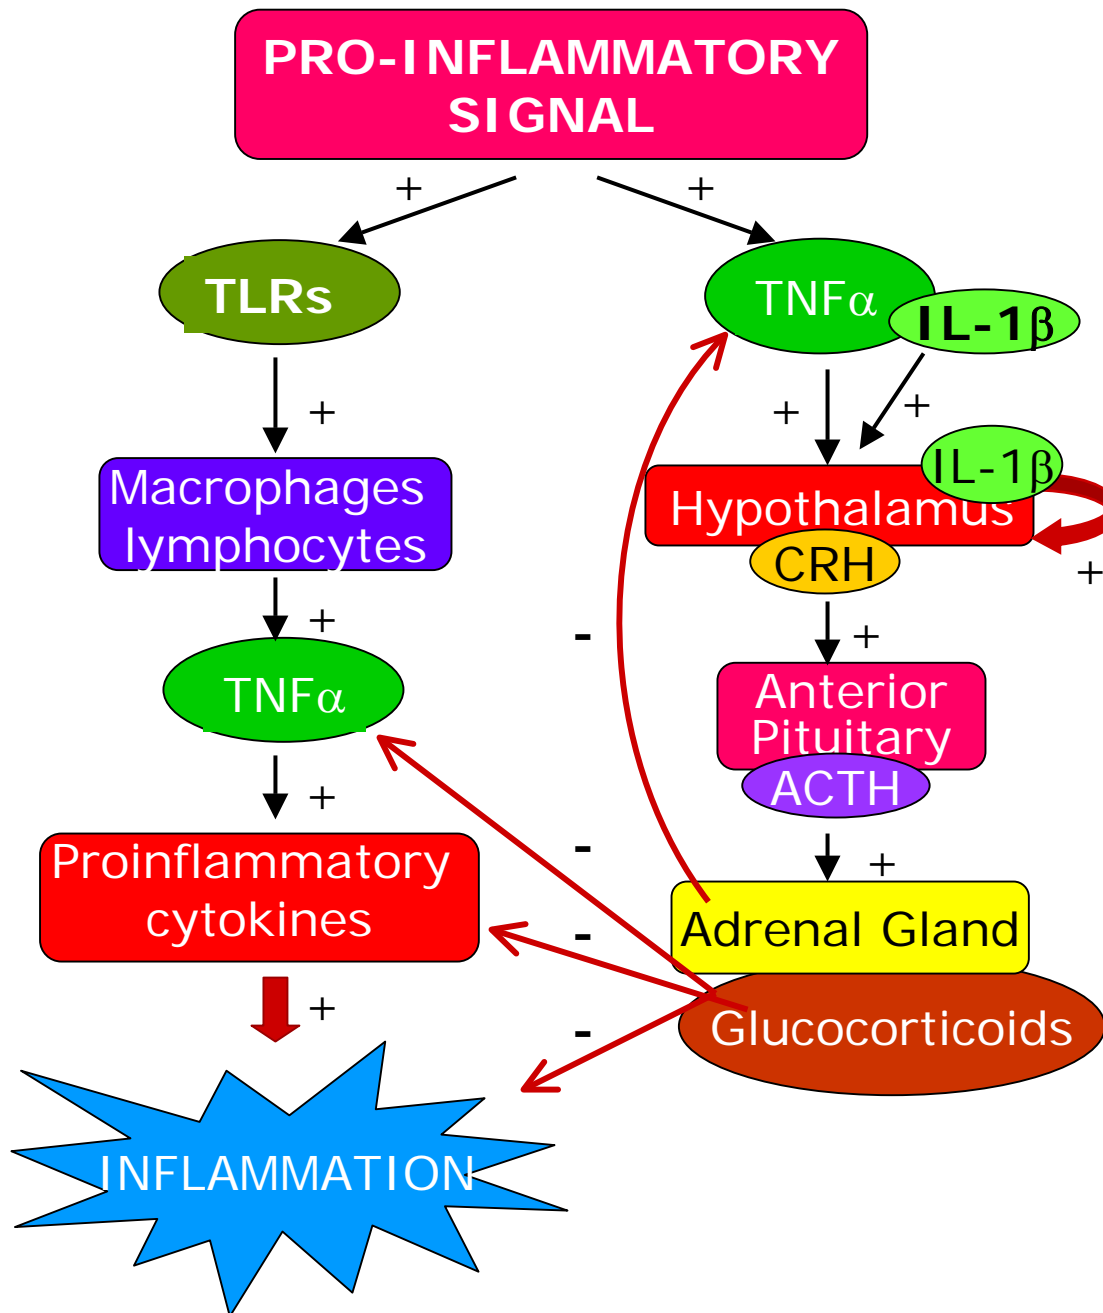 PRO-INFLAMMATORY
SIGNAL
+
+
TLRs
TNFα
IL-1β
+
+
+
Macrophages
lymphocytes
IL-1β
Hypothalamus
CRH
+
+
+
-
TNFα
Anterior
Pituitary
ACTH
+
-
+
Proinflammatory
cytokines
-
Adrenal Gland
+
-
Glucocorticoids
INFLAMMATION